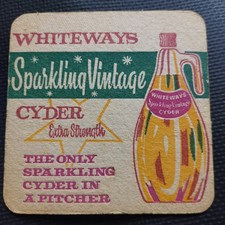 WHITEWAYS
Sparkling Vintage
CYDER
Extra Strength
THE ONLY
SPARKLING
CYDER IN
A PITCHER
WHITEWAYS
Sparkling Vintage
CYDER